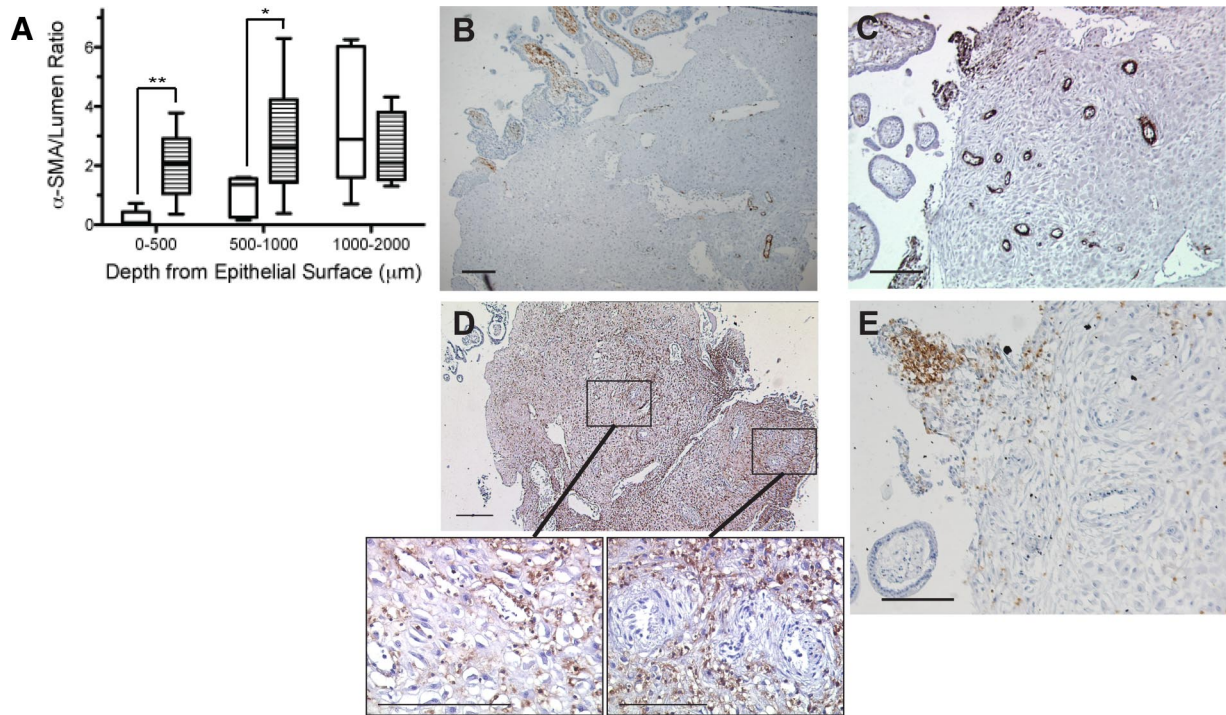 A
B
C
α-SMA/Lumen Ratio
6
4
2
0
**
*
0-500
500-1000
1000-2000
Depth from Epithelial Surface (μm)
D
E